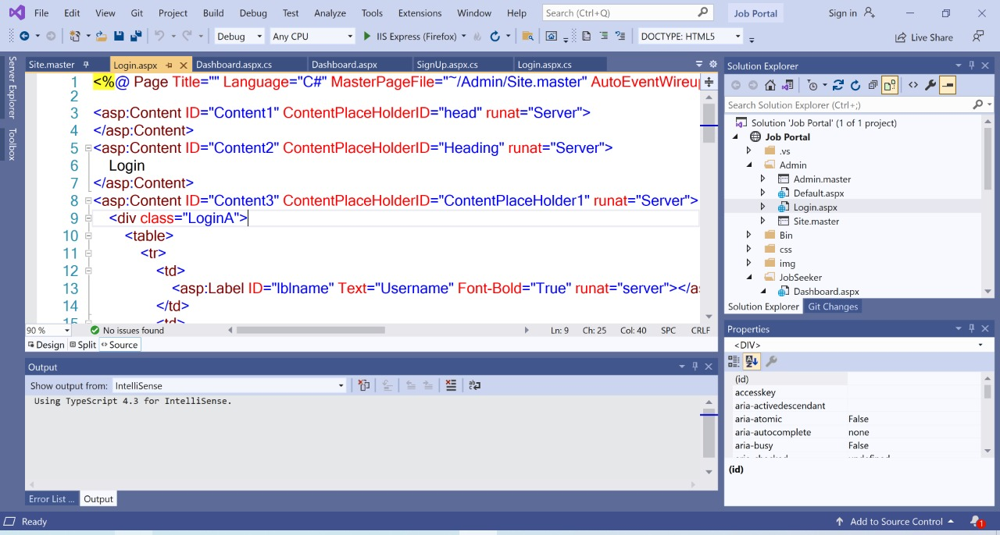 File Edit View Git Project Build Debug Test Analyze Tools Extensions Window Help Search (Ctrl+Q) Job Portal Sign in
Debug Any CPU IIS Express (Firefox) DOCTYPE: HTML5 Live Share
Server Explorer
Toolbox
Site.master Login.aspx Dashboard.aspx.cs Dashboard.aspx SignUp.aspx.cs Login.aspx.cs
1 <%@ Page Title="" Language="C#" MasterPageFile="~/Admin/Site.master" AutoEventWireu
2
3 <asp:Content ID="Content1" ContentPlaceHolderID="head" runat="Server">
4 </asp:Content>
5 <asp:Content ID="Content2" ContentPlaceHolderID="Heading" runat="Server">
6 Login
7 </asp:Content>
8 <asp:Content ID="Content3" ContentPlaceHolderID="ContentPlaceHolder1" runat="Server">
9 <div class="LoginA">
10 <table>
11 <tr>
12 <td>
13 <asp:Label ID="lblname" Text="Username" Font-Bold="True" runat="server"></a
14 </td>
15 <td>
90 % No issues found Ln: 9 Ch: 25 Col: 40 SPC CRLF
Design Split Source
Output
Show output from: IntelliSense
Using TypeScript 4.3 for IntelliSense.
Error List ... Output
Solution Explorer
Search Solution Explorer (Ctrl+;)
Solution 'Job Portal' (1 of 1 project)
Job Portal
.vs
Admin
Admin.master
Default.aspx
Login.aspx
Site.master
Bin
css
img
JobSeeker
Dashboard.aspx
Solution Explorer Git Changes
Properties
<DIV>
(id)
accesskey
aria-activedescendant
aria-atomic False
aria-autocomplete none
aria-busy False
aria-checked undefined
(id)
Ready Add to Source Control 1